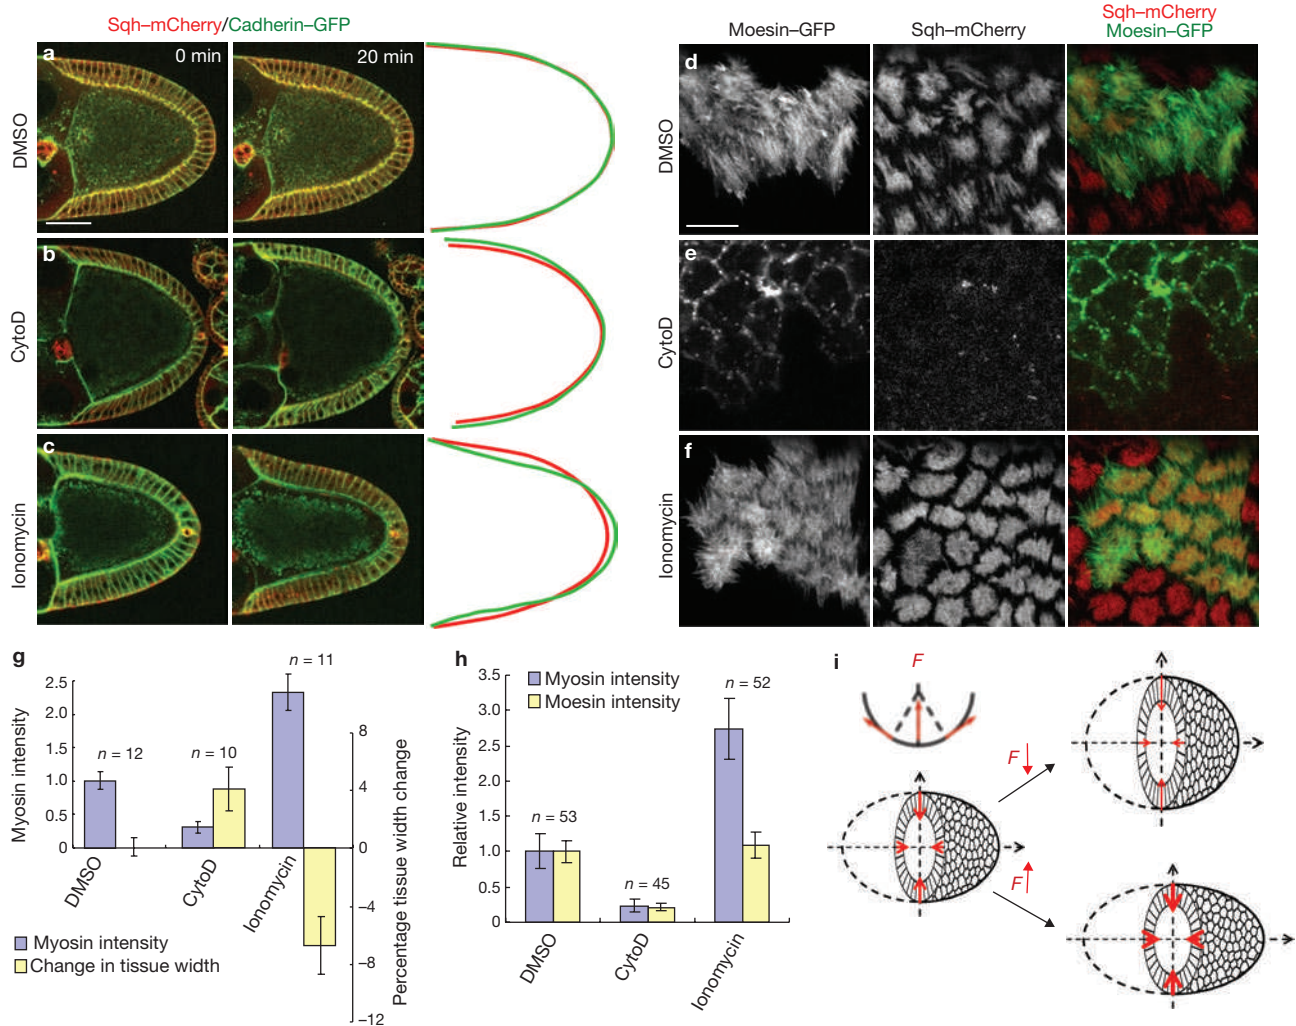 Sqh–mCherry/Cadherin–GFP
a
0 min
20 min
DMSO
b
CytoD
c
Ionomycin
Moesin–GFP
Sqh–mCherry
Sqh–mCherry
Moesin–GFP
d
DMSO
e
CytoD
f
Ionomycin
g
n = 11
n = 12
n = 10
2.5
2.0
1.5
1.0
0.5
0
Myosin intensity
8
4
0
–4
–8
–12
Percentage tissue width change
DMSO
CytoD
Ionomycin
Myosin intensity
Change in tissue width
h
3.5
3.0
2.5
2.0
1.5
1.0
0.5
0
Relative intensity
Myosin intensity
Moesin intensity
n = 53
n = 45
n = 52
DMSO
CytoD
Ionomycin
i
F
F
F